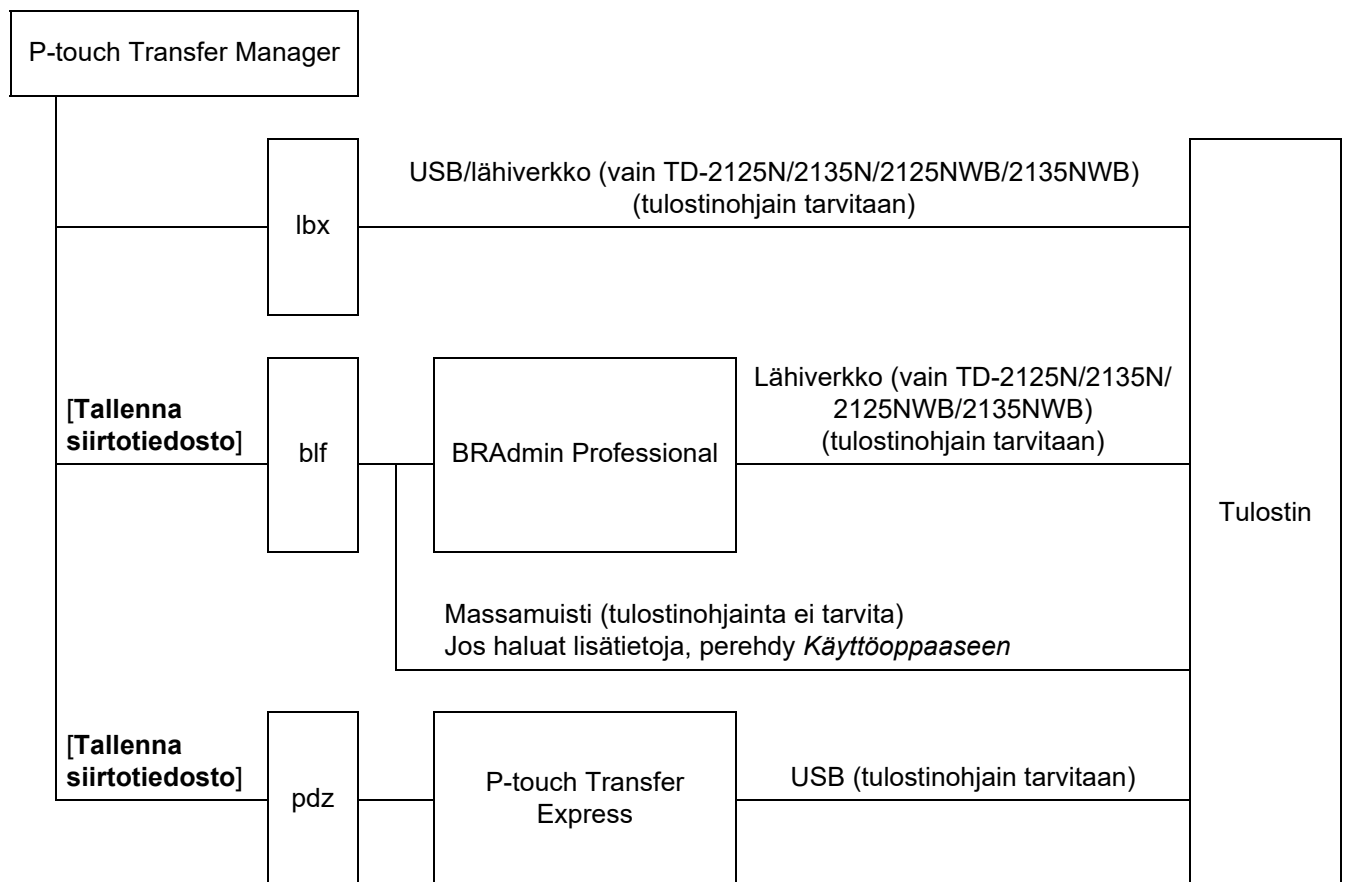 P-touch Transfer Manager
USB/lähiverkko (vain TD-2125N/2135N/2125NWB/2135NWB)
(tulostinohjain tarvitaan)
lbx
[Tallenna
siirtotiedosto]
blf
BRAdmin Professional
Lähiverkko (vain TD-2125N/2135N/
2125NWB/2135NWB)
(tulostinohjain tarvitaan)
Tulostin
Massamuisti (tulostinohjainta ei tarvita)
Jos haluat lisätietoja, perehdy Käyttöoppaaseen
[Tallenna
siirtotiedosto]
pdz
P-touch Transfer
Express
USB (tulostinohjain tarvitaan)